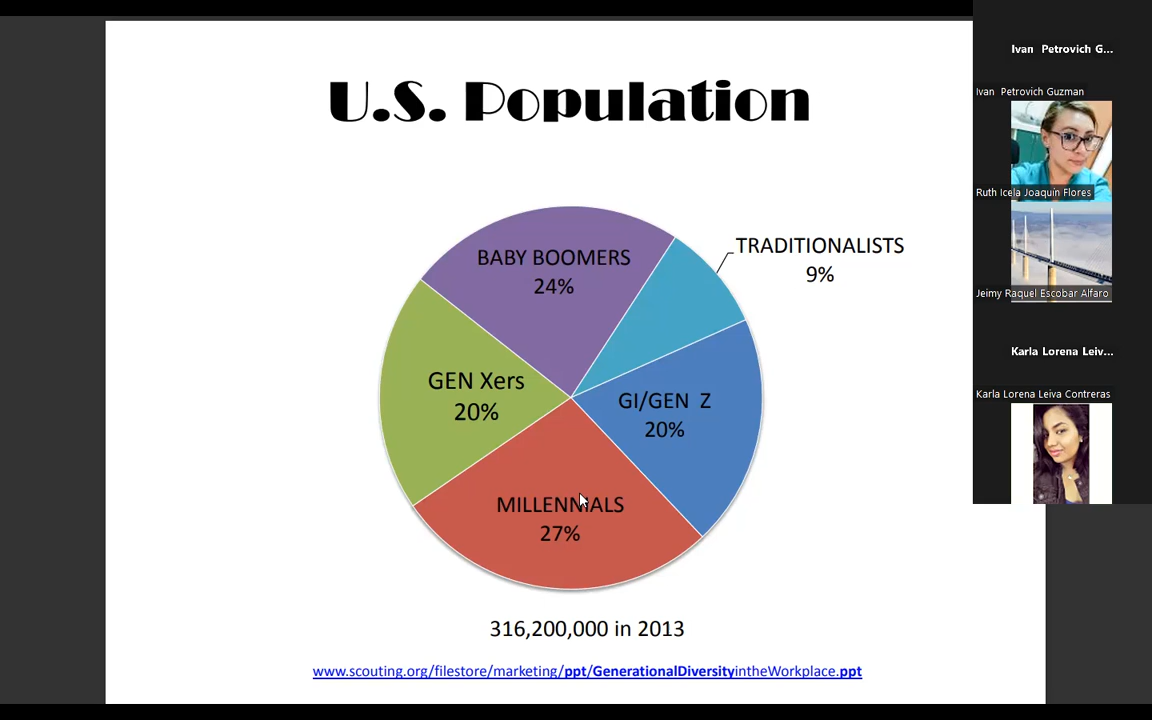 U.S. Population
BABY BOOMERS
24%
TRADITIONALISTS
9%
GEN Xers
20%
GI/GEN Z
20%
MILLENNIALS
27%
316,200,000 in 2013
www.scouting.org/filestore/marketing/ppt/GenerationalDiversityintheWorkplace.ppt
Ivan Petrovich G...
Ivan Petrovich Guzman
Ruth Icela Joaquín Flores
Jeimy Raquel Escobar Alfaro
Karla Lorena Leiv...
Karla Lorena Leiva Contreras